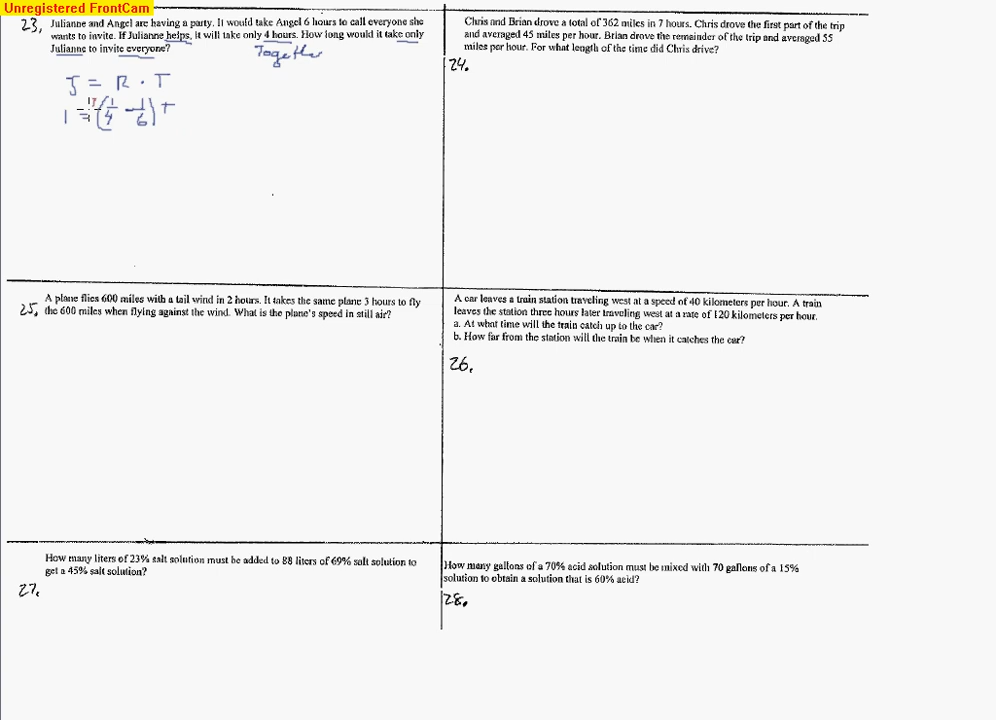 Unregistered FrontCam
23, Julianne and Angel are having a party. It would take Angel 6 hours to call everyone she
wants to invite. If Julianne helps, it will take only 4 hours. How long would it take only
Julianne to invite everyone?
Together
J = R · T
1 = (1/4 - 1/6) T
Chris and Brian drove a total of 362 miles in 7 hours. Chris drove the first part of the trip
and averaged 45 miles per hour. Brian drove the remainder of the trip and averaged 55
miles per hour. For what length of the time did Chris drive?
24.
A plane flies 600 miles with a tail wind in 2 hours. It takes the same plane 3 hours to fly
25. the 600 miles when flying against the wind. What is the plane's speed in still air?
A car leaves a train station traveling west at a speed of 40 kilometers per hour. A train
leaves the station three hours later traveling west at a rate of 120 kilometers per hour.
a. At what time will the train catch up to the car?
b. How far from the station will the train be when it catches the car?
26.
How many liters of 23% salt solution must be added to 88 liters of 69% salt solution to
get a 45% salt solution?
27.
How many gallons of a 70% acid solution must be mixed with 70 gallons of a 15%
solution to obtain a solution that is 60% acid?
28.